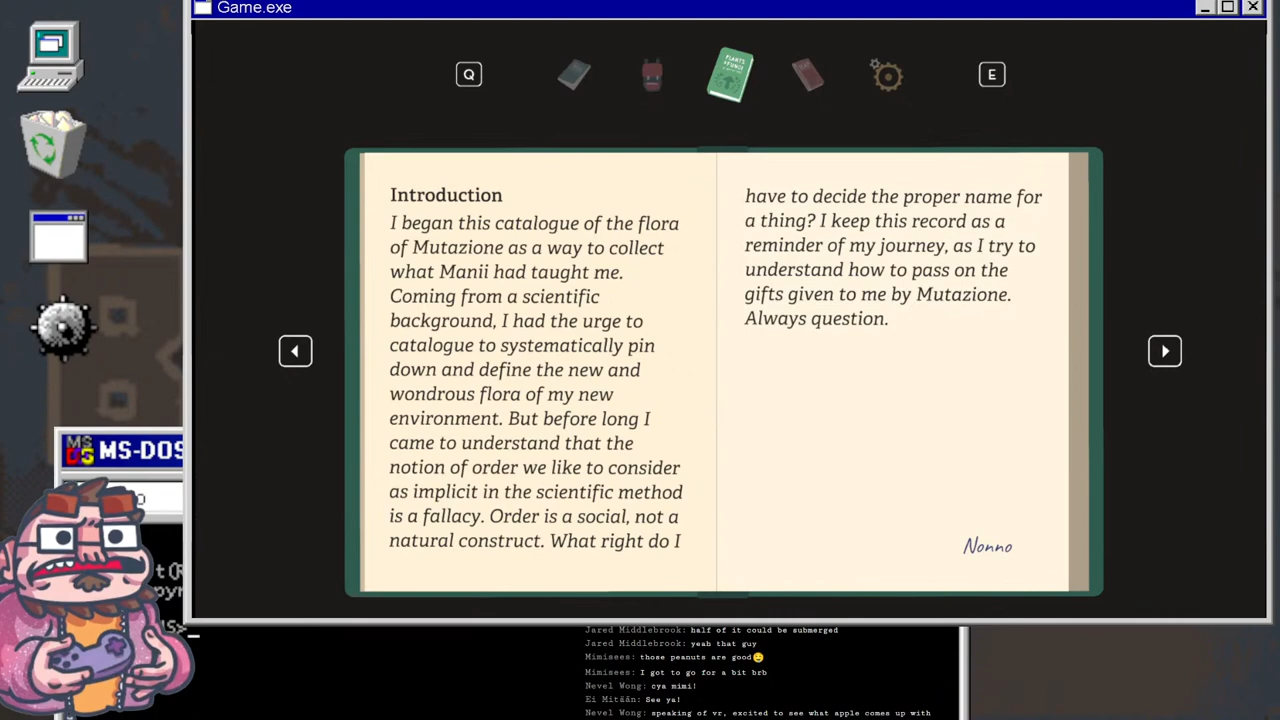 Game.exe
Q
PLANTS
E
Introduction
I began this catalogue of the flora
of Mutazione as a way to collect
what Manii had taught me.
Coming from a scientific
background, I had the urge to
catalogue to systematically pin
down and define the new and
wondrous flora of my new
environment. But before long I
came to understand that the
notion of order we like to consider
as implicit in the scientific method
is a fallacy. Order is a social, not a
natural construct. What right do I
have to decide the proper name for
a thing? I keep this record as a
reminder of my journey, as I try to
understand how to pass on the
gifts given to me by Mutazione.
Always question.
Nonno
MS-DOS
Jared Middlebrook: half of it could be submerged
Jared Middlebrook: yeah that guy
Mimisees: those peanuts are good
Mimisees: I got to go for a bit brb
Nevel Wong: cya mimi!
Ei Mitään: See ya!
Nevel Wong: speaking of vr, excited to see what apple comes up with